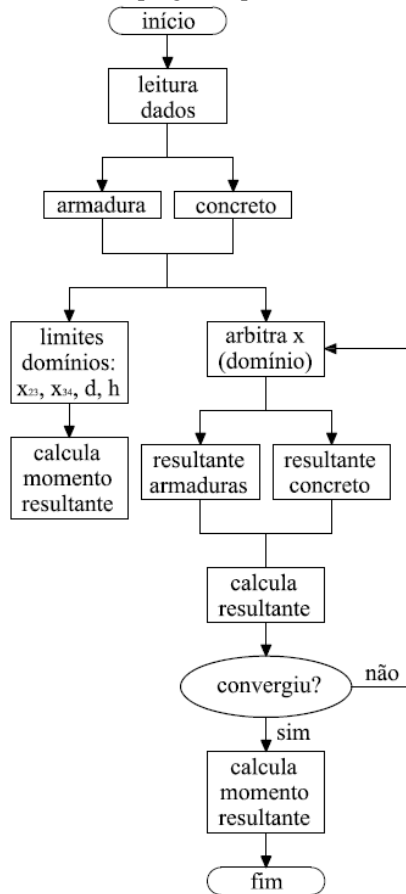 início
leitura
dados
armadura
concreto
limites
domínios:
x₂₃, x₃₄, d, h
arbitra x
(domínio)
calcula
momento
resultante
resultante
armaduras
resultante
concreto
calcula
resultante
convergiu?
não
sim
calcula
momento
resultante
fim